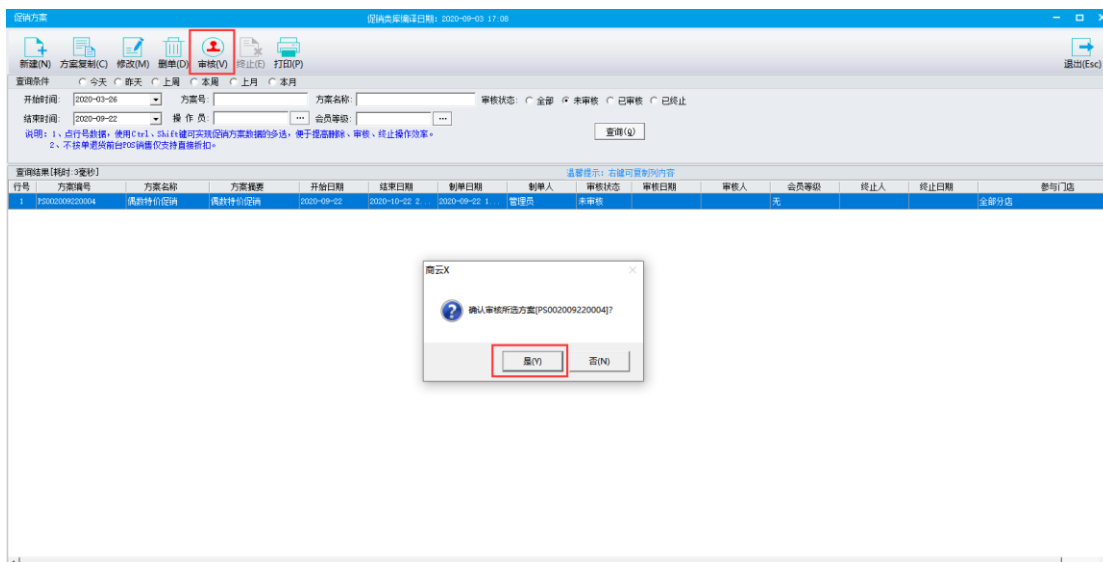 促销方案 促销类库编译日期: 2020-09-03 17:08
新建(N) 方案复制(C) 修改(M) 删单(D) 审核(V) 终止(E) 打印(P) 退出(Esc)
查询条件 今天 昨天 上周 本周 上月 本月
开始时间: 2020-03-26 方案号: 方案名称: 审核状态: 全部 未审核 已审核 已终止
结束时间: 2020-09-22 操 作 员: ... 会员等级: ... 查询(Q)
说明: 1、点行号数据,使用Ctrl、Shift键可实现促销方案数据的多选,便于提高删除、审核、终止操作效率。
2、不按单退货前台POS销售仅支持直接折扣。
查询结果[耗时:3毫秒] 温馨提示: 右键可复制列内容
行号 方案编号 方案名称 方案摘要 开始日期 结束日期 制单日期 制单人 审核状态 审核日期 审核人 会员等级 终止人 终止日期 参与门店
1 PS002009220004 偶数特价促销 偶数特价促销 2020-09-22 2020-10-22 2... 2020-09-22 1... 管理员 未审核 无 全部分店
商云X
确认审核所选方案[PS002009220004]?
是(Y) 否(N)